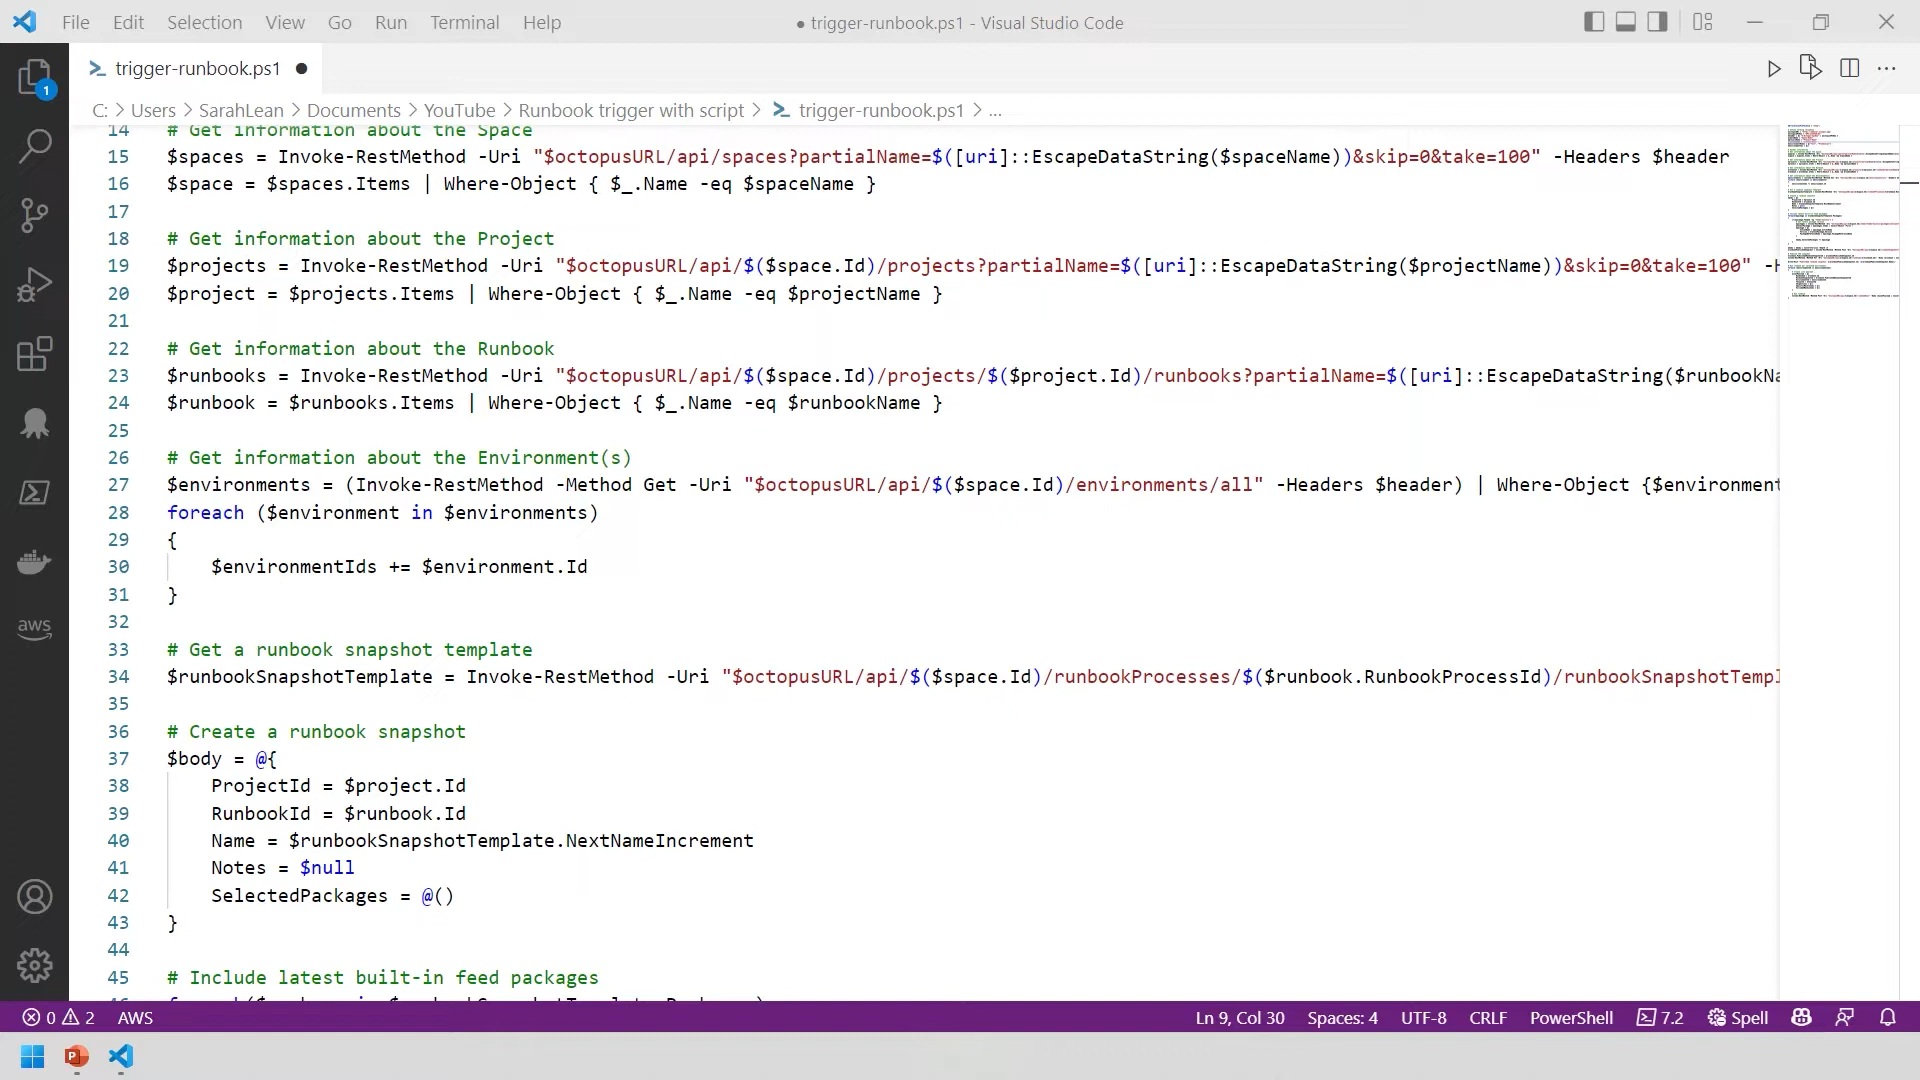 File Edit Selection View Go Run Terminal Help
● trigger-runbook.ps1 - Visual Studio Code
trigger-runbook.ps1 ●
1
C: > Users > SarahLean > Documents > YouTube > Runbook trigger with script > trigger-runbook.ps1 > ...
14 # Get information about the Space
15 $spaces = Invoke-RestMethod -Uri "$octopusURL/api/spaces?partialName=$([uri]::EscapeDataString($spaceName))&skip=0&take=100" -Headers $header
16 $space = $spaces.Items | Where-Object { $_.Name -eq $spaceName }
17
18 # Get information about the Project
19 $projects = Invoke-RestMethod -Uri "$octopusURL/api/$($space.Id)/projects?partialName=$([uri]::EscapeDataString($projectName))&skip=0&take=100" -H
20 $project = $projects.Items | Where-Object { $_.Name -eq $projectName }
21
22 # Get information about the Runbook
23 $runbooks = Invoke-RestMethod -Uri "$octopusURL/api/$($space.Id)/projects/$($project.Id)/runbooks?partialName=$([uri]::EscapeDataString($runbookNa
24 $runbook = $runbooks.Items | Where-Object { $_.Name -eq $runbookName }
25
26 # Get information about the Environment(s)
27 $environments = (Invoke-RestMethod -Method Get -Uri "$octopusURL/api/$($space.Id)/environments/all" -Headers $header) | Where-Object {$environment
28 foreach ($environment in $environments)
29 {
30     $environmentIds += $environment.Id
31 }
32
33 # Get a runbook snapshot template
34 $runbookSnapshotTemplate = Invoke-RestMethod -Uri "$octopusURL/api/$($space.Id)/runbookProcesses/$($runbook.RunbookProcessId)/runbookSnapshotTempl
35
36 # Create a runbook snapshot
37 $body = @{
38     ProjectId = $project.Id
39     RunbookId = $runbook.Id
40     Name = $runbookSnapshotTemplate.NextNameIncrement
41     Notes = $null
42     SelectedPackages = @()
43 }
44
45 # Include latest built-in feed packages
aws
0 2 AWS
Ln 9, Col 30 Spaces: 4 UTF-8 CRLF PowerShell 7.2 Spell